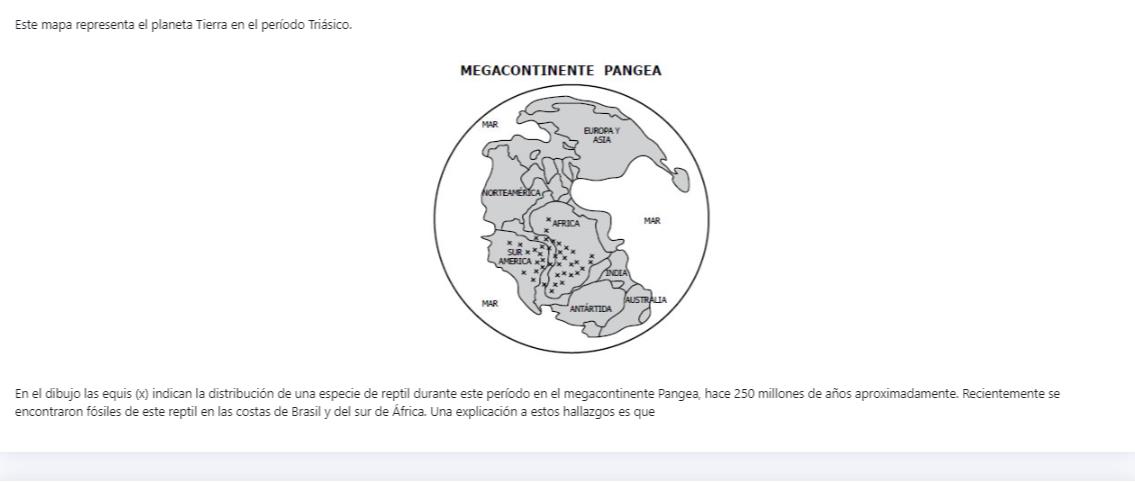 Este mapa representa el planeta Tierra en el período Triásico.
MEGACONTINENTE PANGEA
MAR
EUROPA Y
ASIA
NORTEAMÉRICA
AFRICA
MAR
SUR
AMERICA
INDIA
MAR
ANTÁRTIDA
AUSTRALIA
En el dibujo las equis (x) indican la distribución de una especie de reptil durante este período en el megacontinente Pangea, hace 250 millones de años aproximadamente. Recientemente se
encontraron fósiles de este reptil en las costas de Brasil y del sur de África. Una explicación a estos hallazgos es que